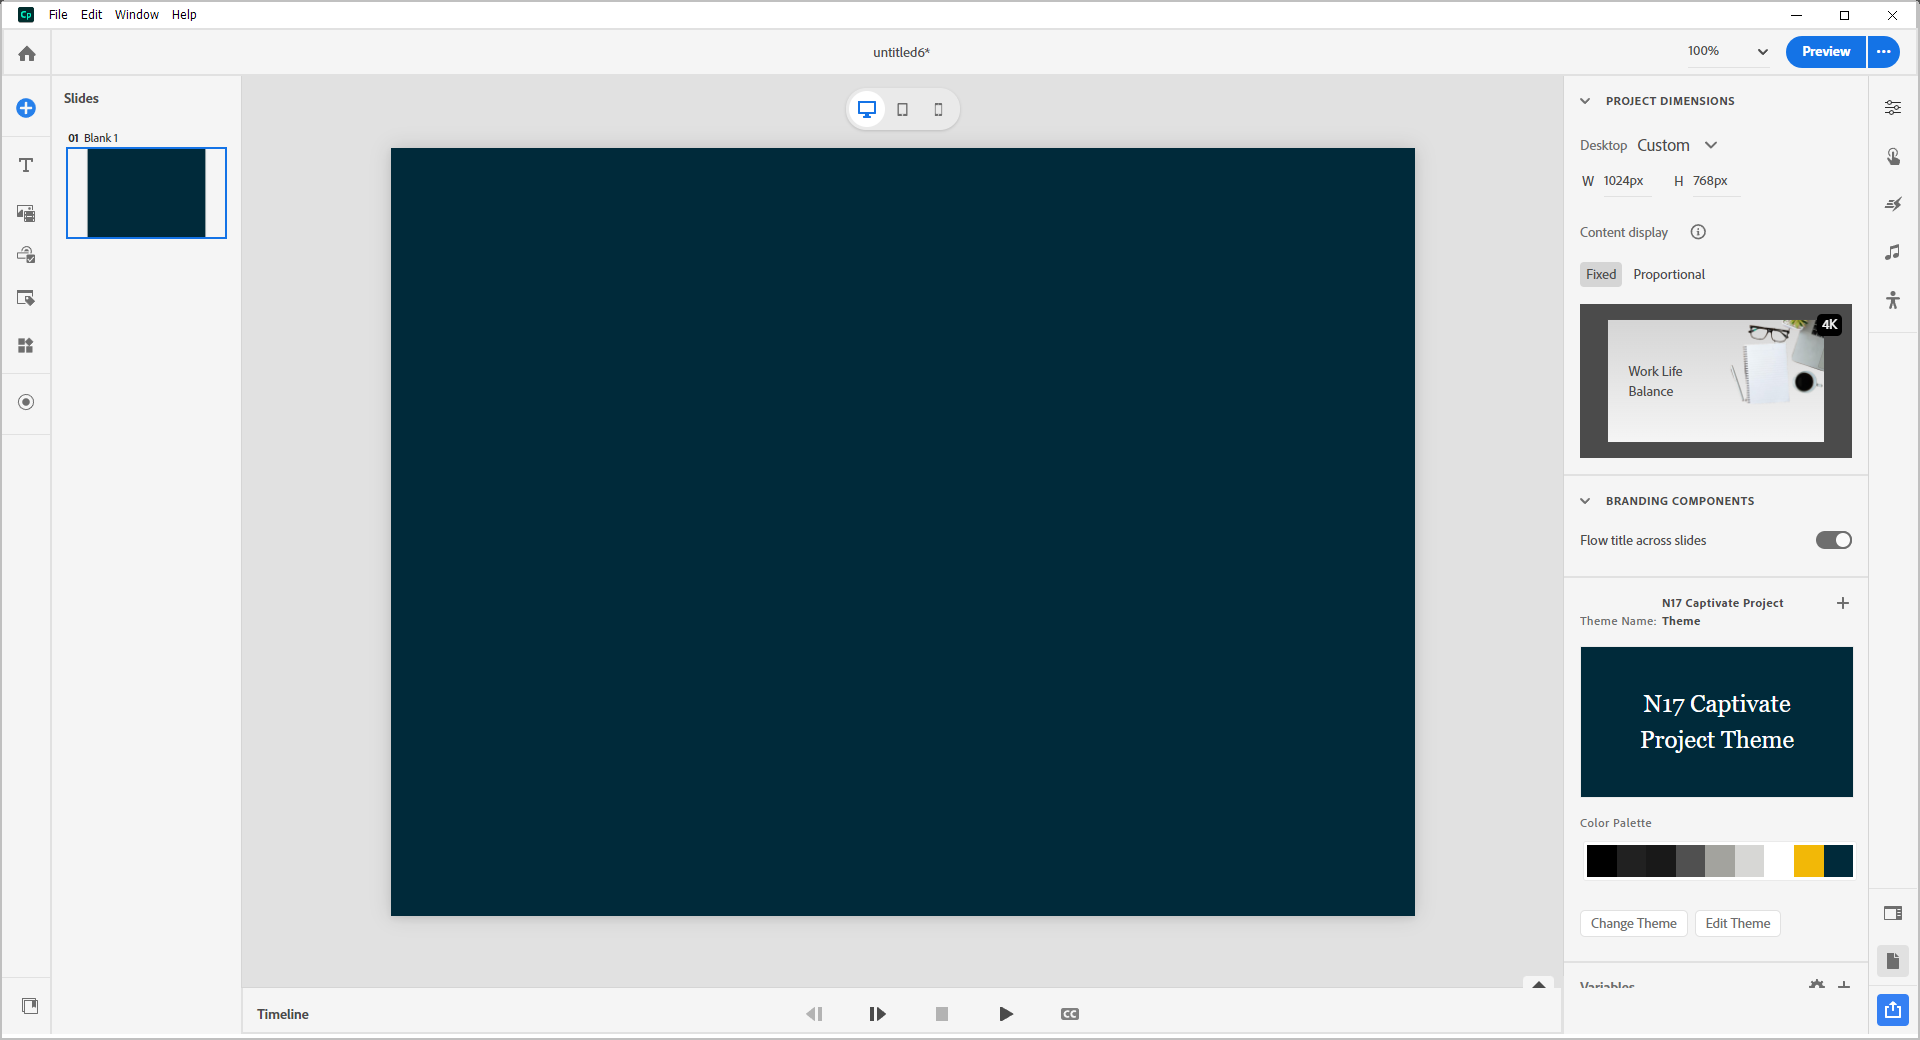 Cp File Edit Window Help
untitled6*
100%
Preview
Slides
01 Blank 1
PROJECT DIMENSIONS
Desktop Custom
W 1024px H 768px
Content display
Fixed Proportional
4K
Work Life
Balance
BRANDING COMPONENTS
Flow title across slides
N17 Captivate Project
Theme Name: Theme
N17 Captivate
Project Theme
Color Palette
Change Theme Edit Theme
Variables
Timeline
CC